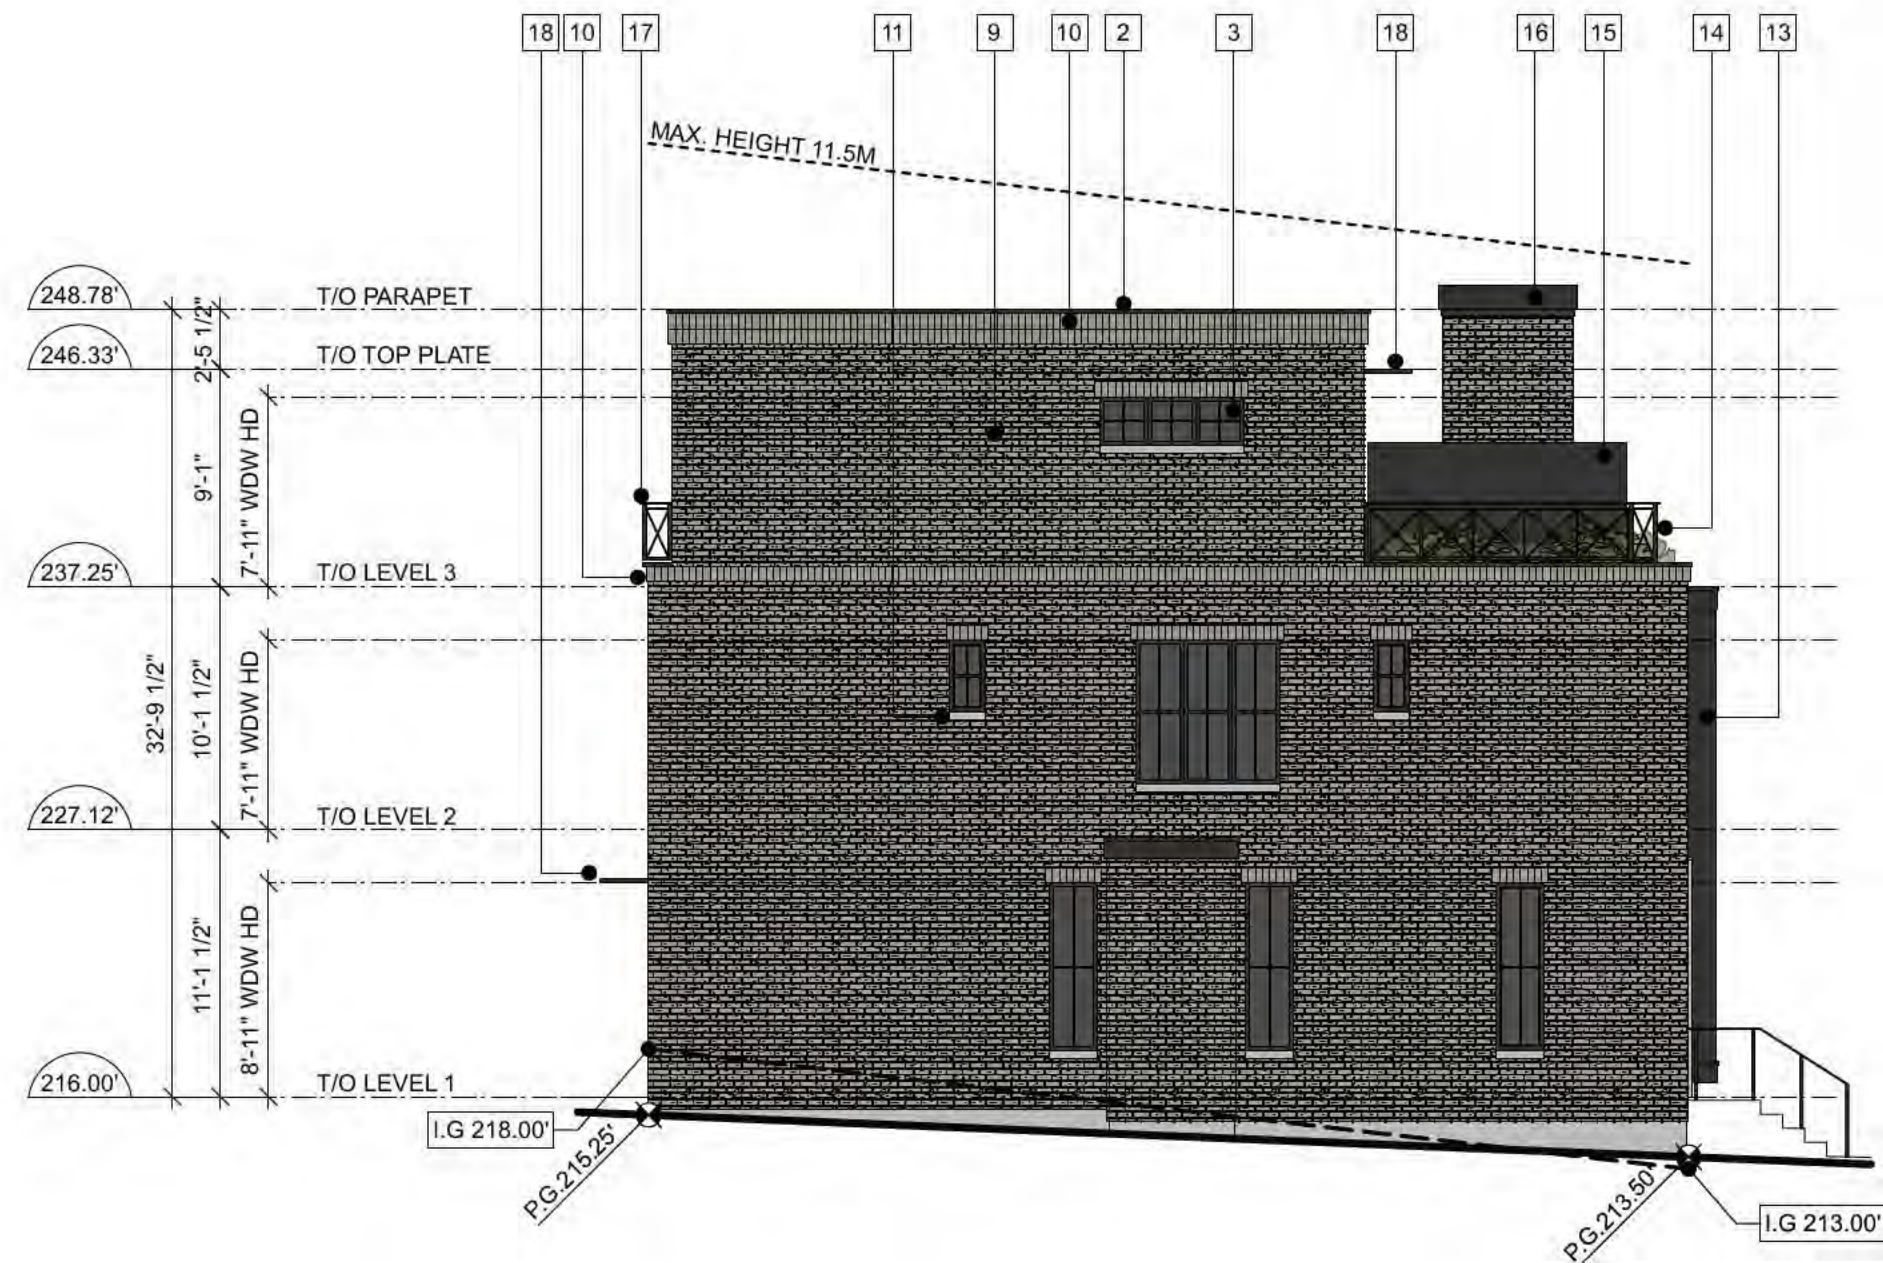 18 10 17 11 9 10 2 3 18 16 15 14 13
MAX. HEIGHT 11.5M
248.78' T/O PARAPET
2'-5 1/2"
246.33' T/O TOP PLATE
9'-1"
7'-11" WDW HD
237.25' T/O LEVEL 3
32'-9 1/2"
10'-1 1/2"
7'-11" WDW HD
227.12' T/O LEVEL 2
11'-1 1/2"
8'-11" WDW HD
216.00' T/O LEVEL 1
I.G 218.00'
P.G.215.25'
P.G.213.50'
I.G 213.00'